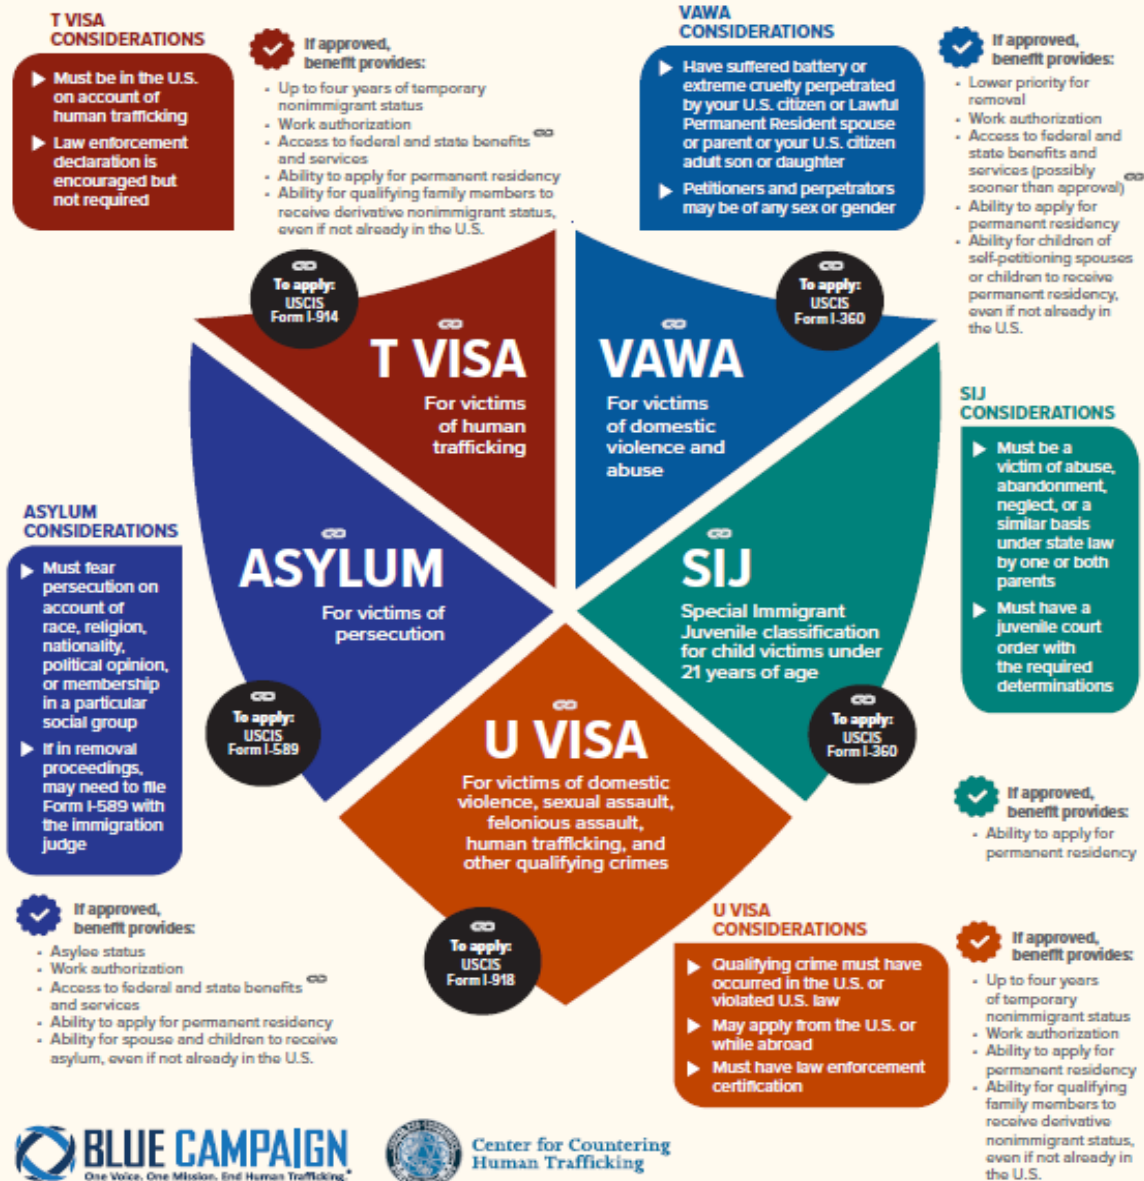 T VISA
CONSIDERATIONS
Must be in the U.S.
on account of
human trafficking
Law enforcement
declaration is
encouraged but
not required
If approved,
benefit provides:
- Up to four years of temporary
nonimmigrant status
- Work authorization
- Access to federal and state benefits
and services
- Ability to apply for permanent residency
- Ability for qualifying family members to
receive derivative nonimmigrant status,
even if not already in the U.S.
VAWA
CONSIDERATIONS
Have suffered battery or
extreme cruelty perpetrated
by your U.S. citizen or Lawful
Permanent Resident spouse
or parent or your U.S. citizen
adult son or daughter
Petitioners and perpetrators
may be of any sex or gender
If approved,
benefit provides:
- Lower priority for
removal
- Work authorization
- Access to federal and
state benefits and
services (possibly
sooner than approval)
- Ability to apply for
permanent residency
- Ability for children of
self-petitioning spouses
or children to receive
permanent residency,
even if not already in
the U.S.
To apply:
USCIS
Form I-914
T VISA
For victims
of human
trafficking
To apply:
USCIS
Form I-360
VAWA
For victims
of domestic
violence and
abuse
SIJ
CONSIDERATIONS
Must be a
victim of abuse,
abandonment,
neglect, or a
similar basis
under state law
by one or both
parents
Must have a
juvenile court
order with
the required
determinations
ASYLUM
CONSIDERATIONS
Must fear
persecution on
account of
race, religion,
nationality,
political opinion,
or membership
in a particular
social group
If in removal
proceedings,
may need to file
Form I-589 with
the immigration
judge
ASYLUM
For victims of
persecution
To apply:
USCIS
Form I-589
SIJ
Special Immigrant
Juvenile classification
for child victims under
21 years of age
To apply:
USCIS
Form I-360
U VISA
For victims of domestic
violence, sexual assault,
felonious assault,
human trafficking, and
other qualifying crimes
To apply:
USCIS
Form I-918
If approved,
benefit provides:
- Ability to apply for
permanent residency
If approved,
benefit provides:
- Asylee status
- Work authorization
- Access to federal and state benefits
and services
- Ability to apply for permanent residency
- Ability for spouse and children to receive
asylum, even if not already in the U.S.
U VISA
CONSIDERATIONS
Qualifying crime must have
occurred in the U.S. or
violated U.S. law
May apply from the U.S. or
while abroad
Must have law enforcement
certification
If approved,
benefit provides:
- Up to four years
of temporary
nonimmigrant status
- Work authorization
- Ability to apply for
permanent residency
- Ability for qualifying
family members to
receive derivative
nonimmigrant status,
even if not already in
the U.S.
BLUE CAMPAIGN
One Voice. One Mission. End Human Trafficking.®
Center for Countering
Human Trafficking